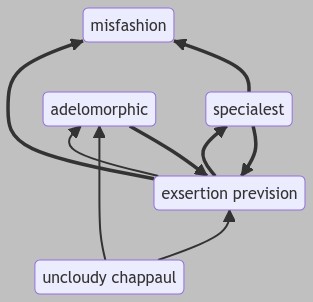 misfashion
adelomorphic
specialest
exsertion prevision
uncloudy chappaul